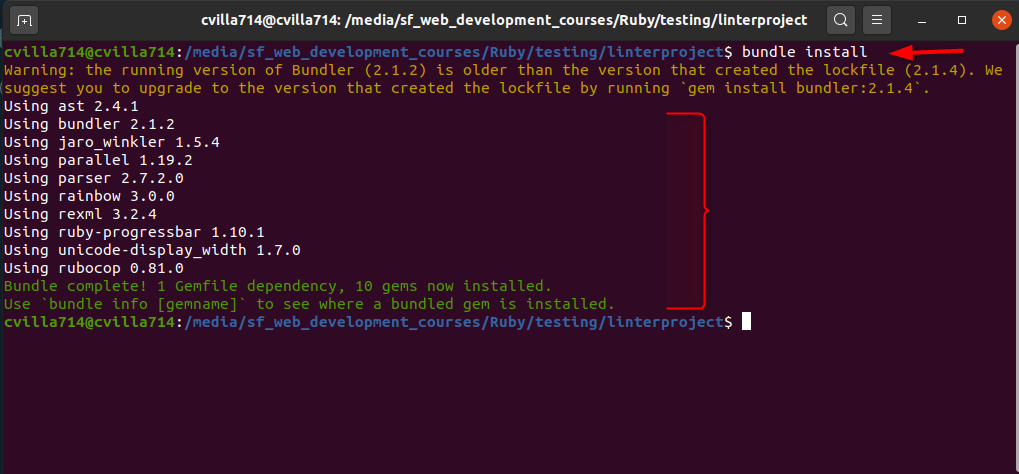 cvilla714@cvilla714: /media/sf_web_development_courses/Ruby/testing/linterproject
cvilla714@cvilla714:/media/sf_web_development_courses/Ruby/testing/linterproject$ bundle install
Warning: the running version of Bundler (2.1.2) is older than the version that created the lockfile (2.1.4). We
suggest you to upgrade to the version that created the lockfile by running `gem install bundler:2.1.4`.
Using ast 2.4.1
Using bundler 2.1.2
Using jaro_winkler 1.5.4
Using parallel 1.19.2
Using parser 2.7.2.0
Using rainbow 3.0.0
Using rexml 3.2.4
Using ruby-progressbar 1.10.1
Using unicode-display_width 1.7.0
Using rubocop 0.81.0
Bundle complete! 1 Gemfile dependency, 10 gems now installed.
Use `bundle info [gemname]` to see where a bundled gem is installed.
cvilla714@cvilla714:/media/sf_web_development_courses/Ruby/testing/linterproject$